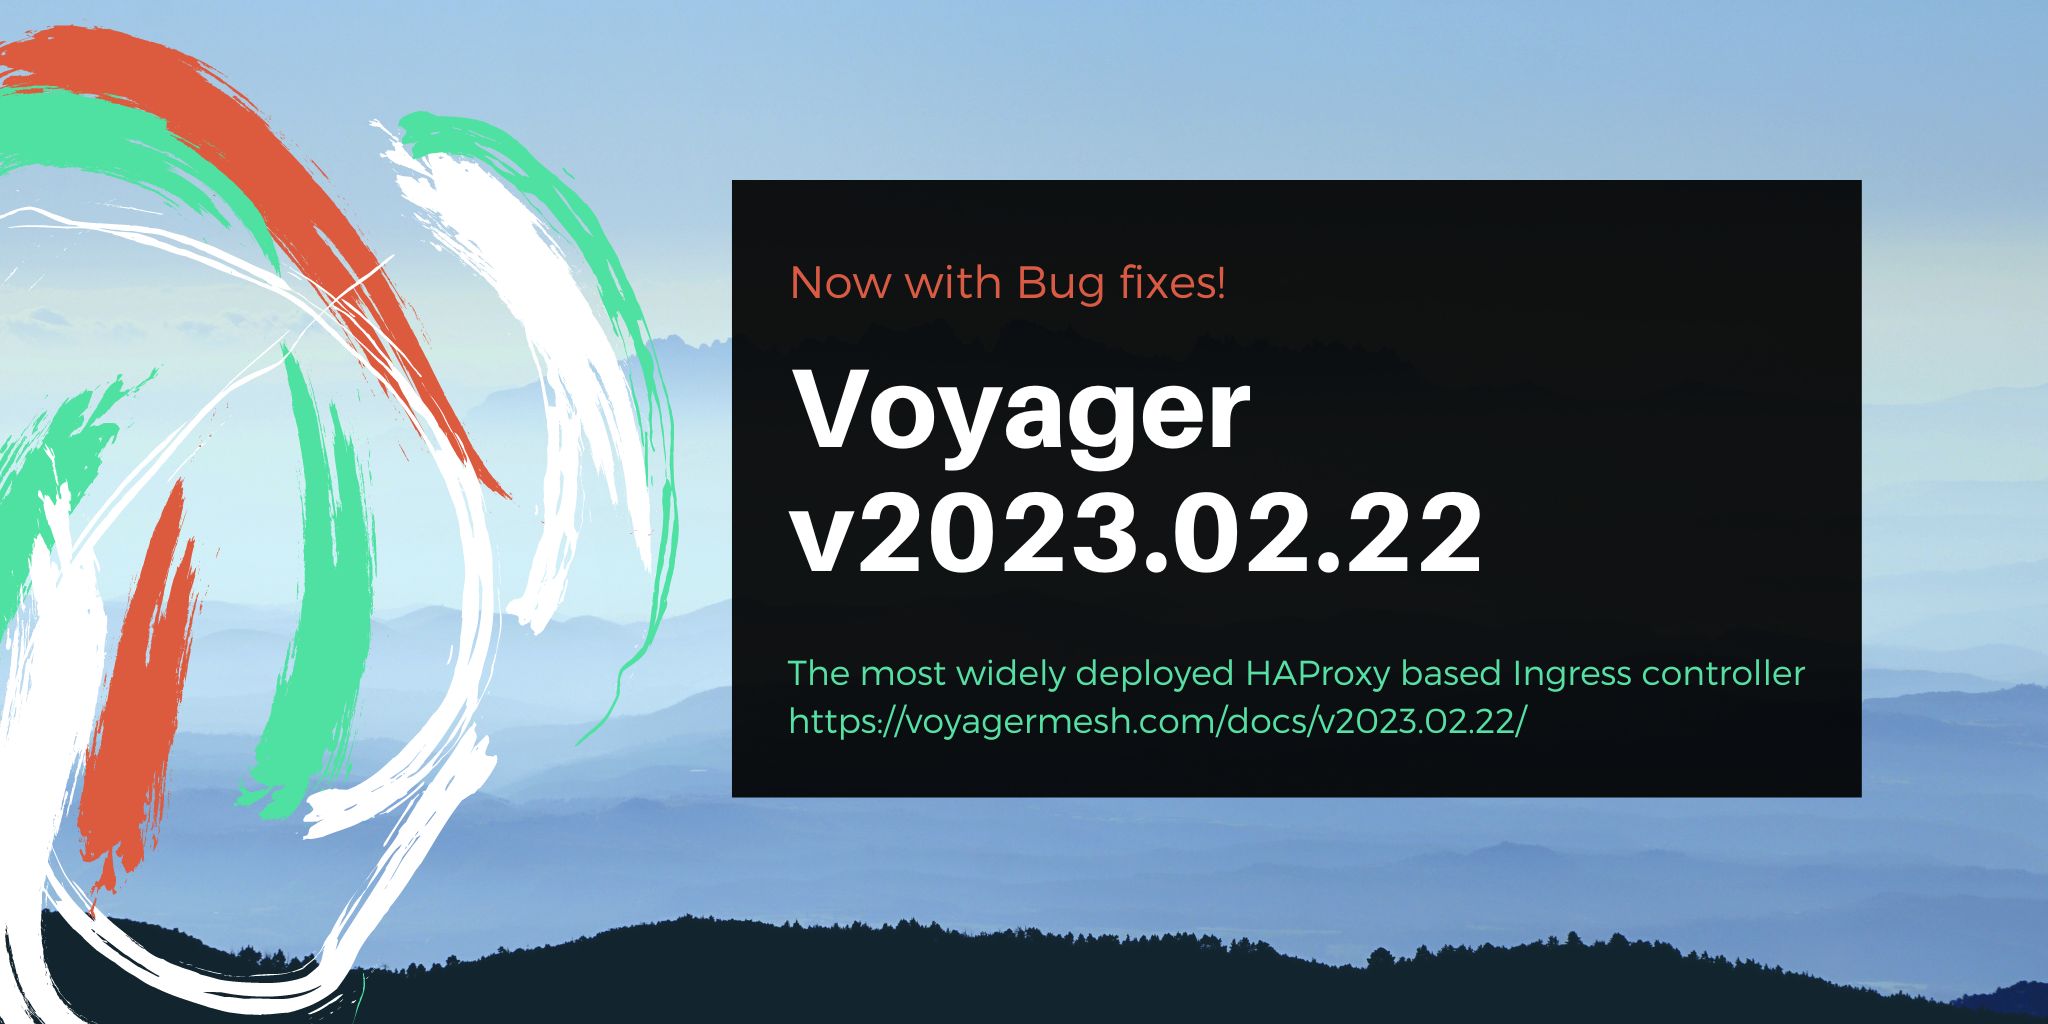 Now with Bug fixes!
Voyager
v2023.02.22
The most widely deployed HAProxy based Ingress controller
https://voyagermesh.com/docs/v2023.02.22/